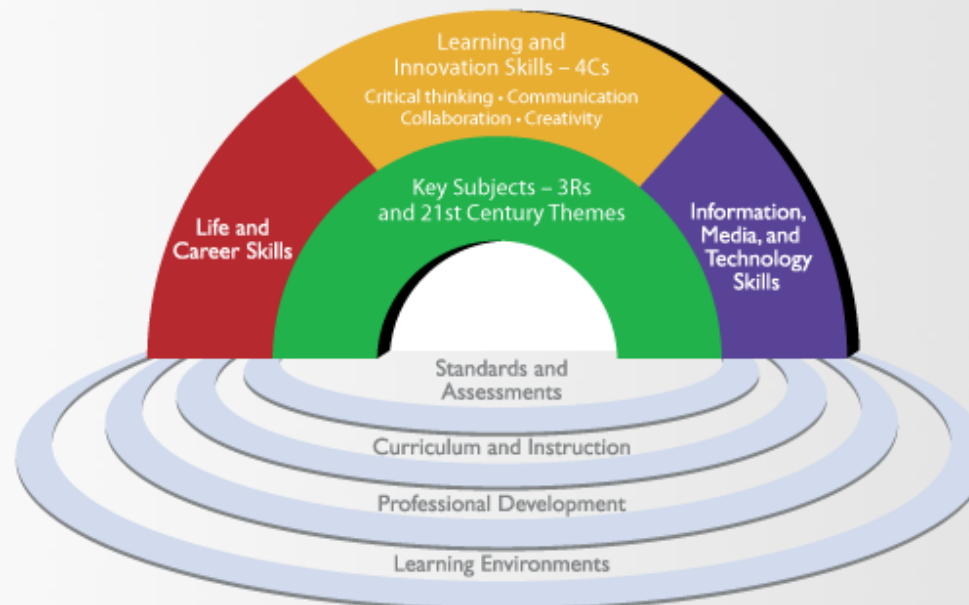 Learning and
Innovation Skills – 4Cs
Critical thinking • Communication
Collaboration • Creativity
Key Subjects – 3Rs
and 21st Century Themes
Life and
Career Skills
Information,
Media, and
Technology
Skills
Standards and
Assessments
Curriculum and Instruction
Professional Development
Learning Environments